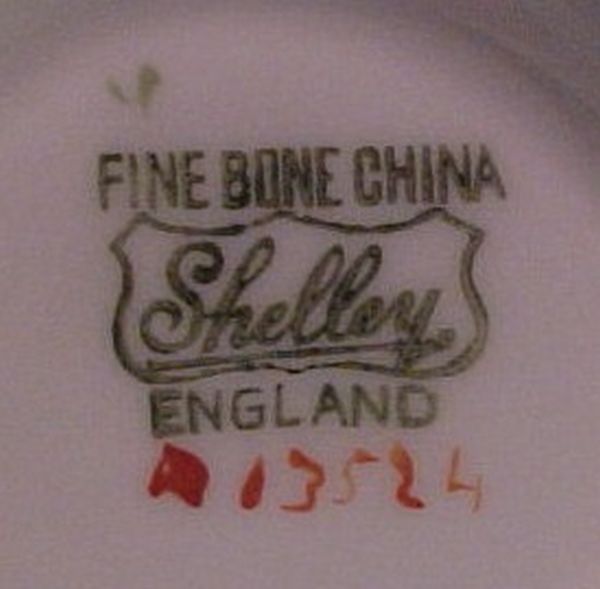 FINE BONE CHINA
Shelley
ENGLAND
13524